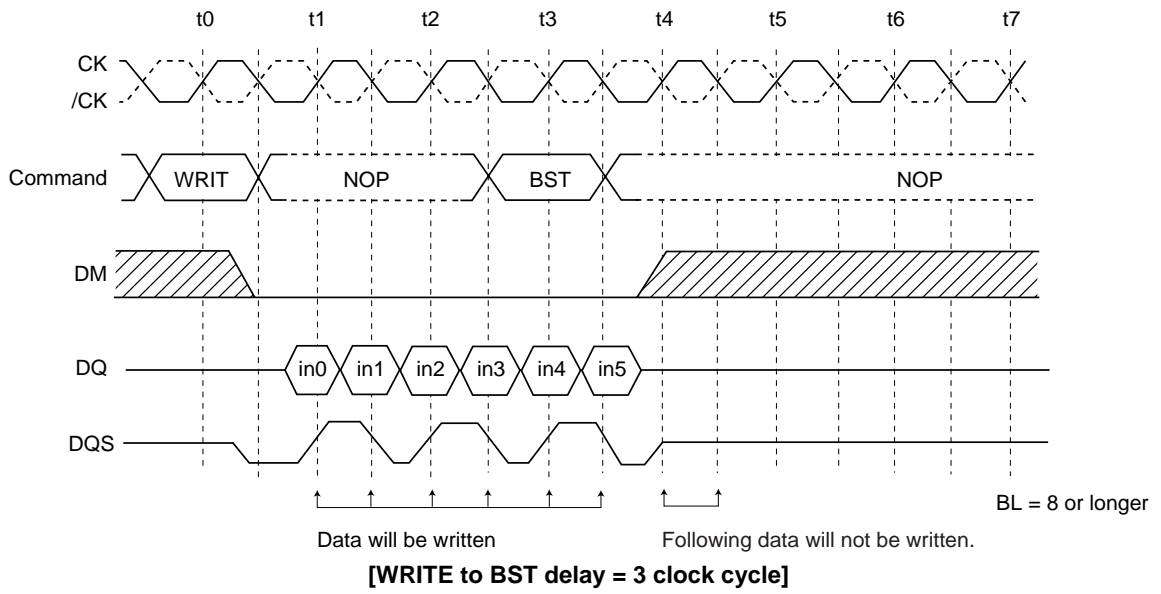 t0 t1 t2 t3 t4 t5 t6 t7
CK
/CK
Command WRIT NOP BST NOP
DM
DQ in0 in1 in2 in3 in4 in5
DQS
BL = 8 or longer
Data will be written Following data will not be written.
[WRITE to BST delay = 3 clock cycle]